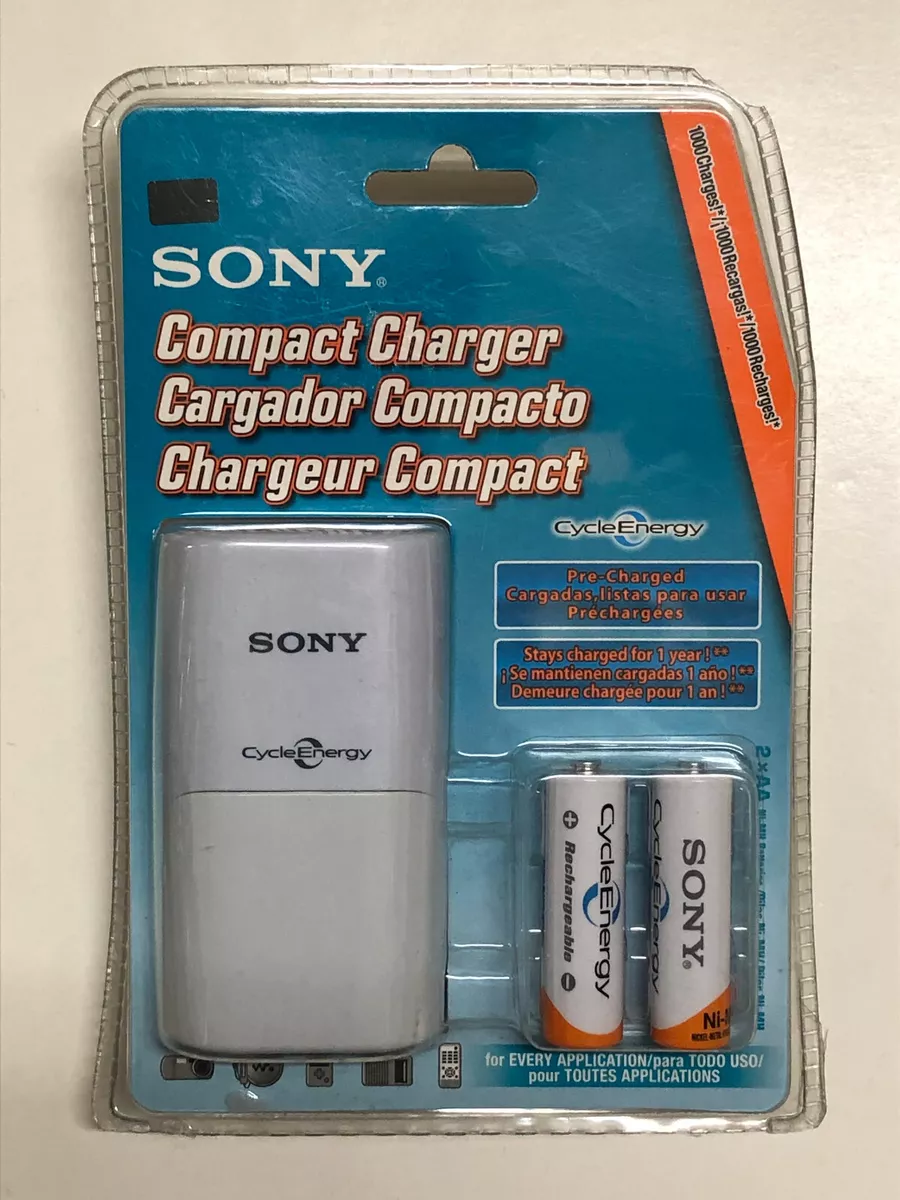 1000 Charges!*/¡1000 Recargas!*/1000 Recharges!*
SONY®
Compact Charger
Cargador Compacto
Chargeur Compact
CycleEnergy
Pre-Charged
Cargadas, listas para usar
Préchargées
Stays charged for 1 year!**
¡Se mantienen cargadas 1 año!**
Demeure chargée pour 1 an!**
SONY
CycleEnergy
2 x AA
+ Rechargeable -
CycleEnergy
CycleEnergy
SONY®
for EVERY APPLICATION/para TODO USO/
pour TOUTES APPLICATIONS